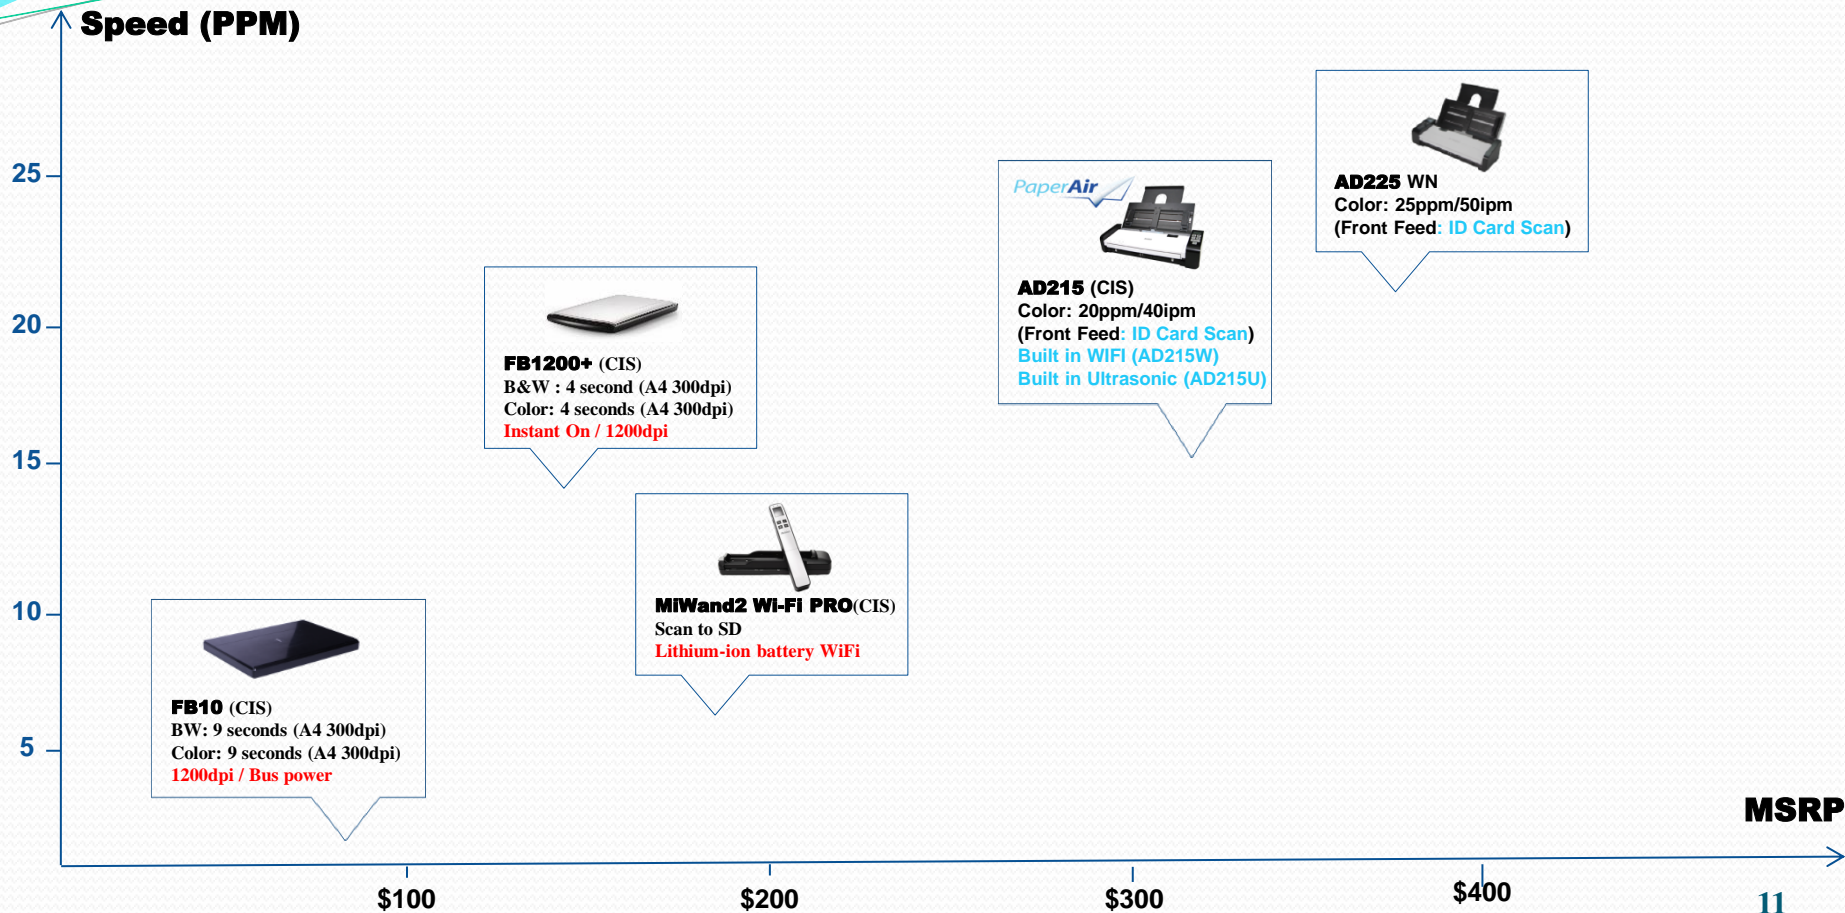 Speed (PPM)
25
20
15
10
5
AD225 WN
Color: 25ppm/50ipm
(Front Feed: ID Card Scan)
PaperAir
AD215 (CIS)
Color: 20ppm/40ipm
(Front Feed: ID Card Scan)
Built in WIFI (AD215W)
Built in Ultrasonic (AD215U)
FB1200+ (CIS)
B&W : 4 second (A4 300dpi)
Color: 4 seconds (A4 300dpi)
Instant On / 1200dpi
MiWand2 Wi-Fi PRO(CIS)
Scan to SD
Lithium-ion battery WiFi
FB10 (CIS)
BW: 9 seconds (A4 300dpi)
Color: 9 seconds (A4 300dpi)
1200dpi / Bus power
MSRP
$100
$200
$300
$400
11